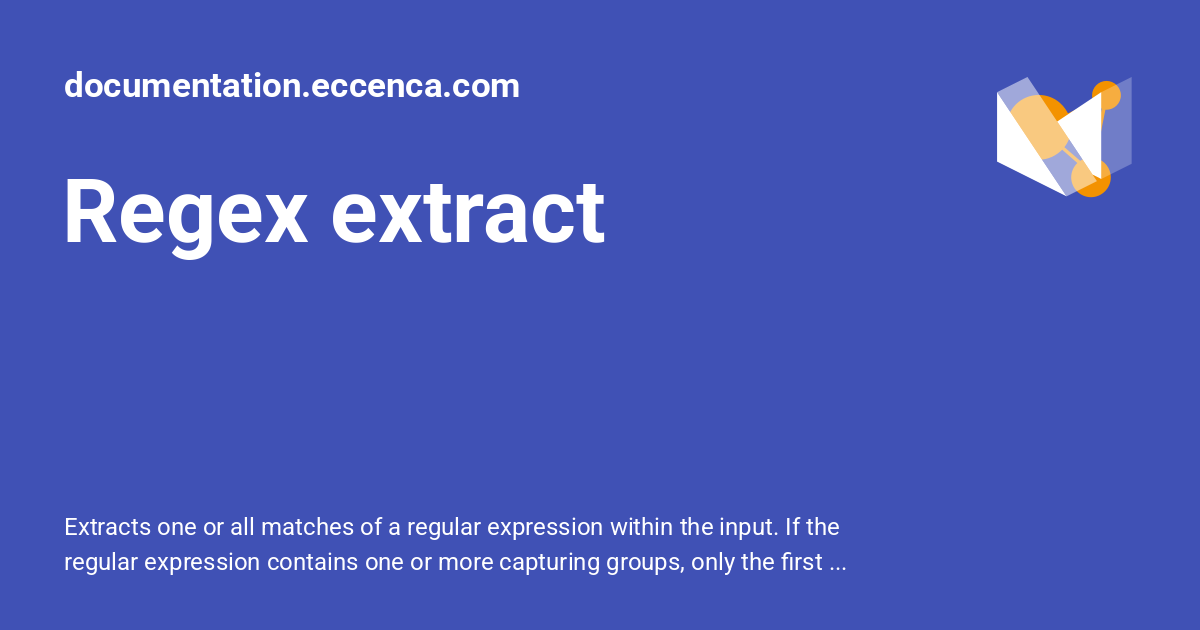 documentation.eccenca.com
Regex extract
Extracts one or all matches of a regular expression within the input. If the
regular expression contains one or more capturing groups, only the first ...